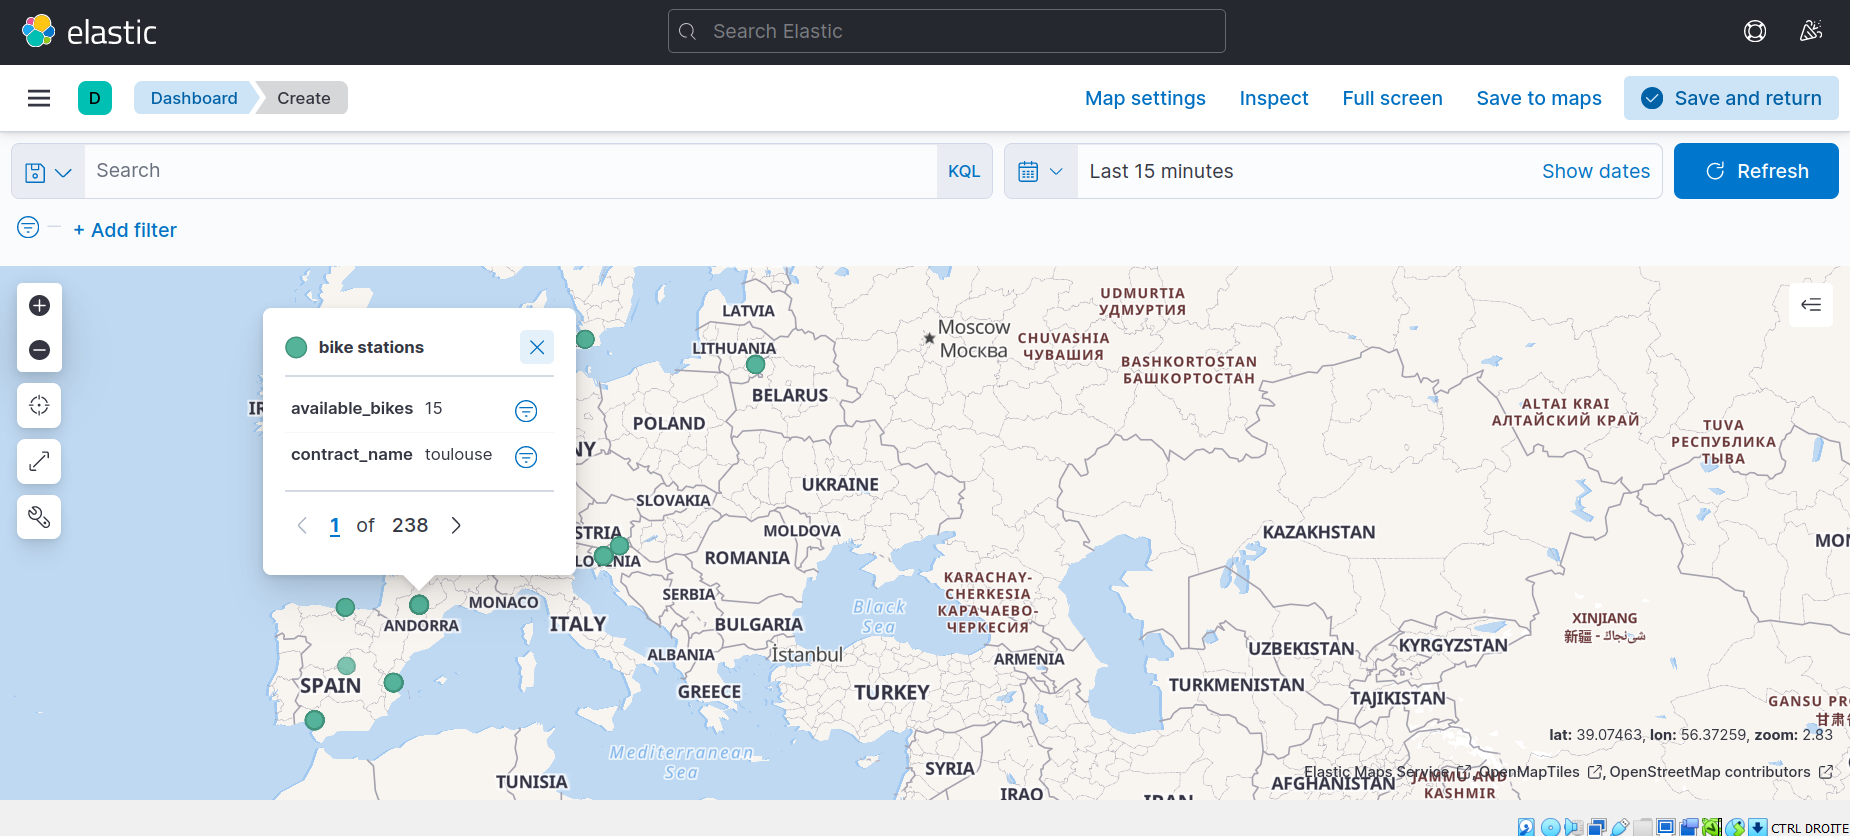 elastic
Search Elastic
D
Dashboard
Create
Map settings
Inspect
Full screen
Save to maps
Save and return
Search
KQL
Last 15 minutes
Show dates
Refresh
+ Add filter
bike stations
available_bikes 15
contract_name toulouse
1 of 238
LATVIA
LITHUANIA
BELARUS
POLAND
UKRAINE
SLOVAKIA
MOLDOVA
ROMANIA
SERBIA
MONACO
ANDORRA
ITALY
BULGARIA
ALBANIA
İstanbul
GREECE
TURKEY
SPAIN
TUNISIA
SYRIA
IRAQ
IRAN
ARMENIA
Black
Sea
Mediterranean
Sea
Moscow
Москва
UDMURTIA
УДМУРТИЯ
CHUVASHIA
ЧУВАШИЯ
BASHKORTOSTAN
БАШКОРТОСТАН
KARACHAY-
CHERKESIA
КАРАЧАЕВО-
ЧЕРКЕСИЯ
ALTAI KRAI
АЛТАЙСКИЙ КРАЙ
TUVA
РЕСПУБЛИКА
ТЫВА
KAZAKHSTAN
MON
XINJIANG
新疆 - شىنجاڭ
UZBEKISTAN
KYRGYZSTAN
TURKMENISTAN
TAJIKISTAN
AFGHANISTAN
JAMMU AND
KASHMIR
GANSU PR
甘肃
lat: 39.07463, lon: 56.37259, zoom: 2.83
Elastic Maps Service, OpenMapTiles, OpenStreetMap contributors
CTRL DROITE